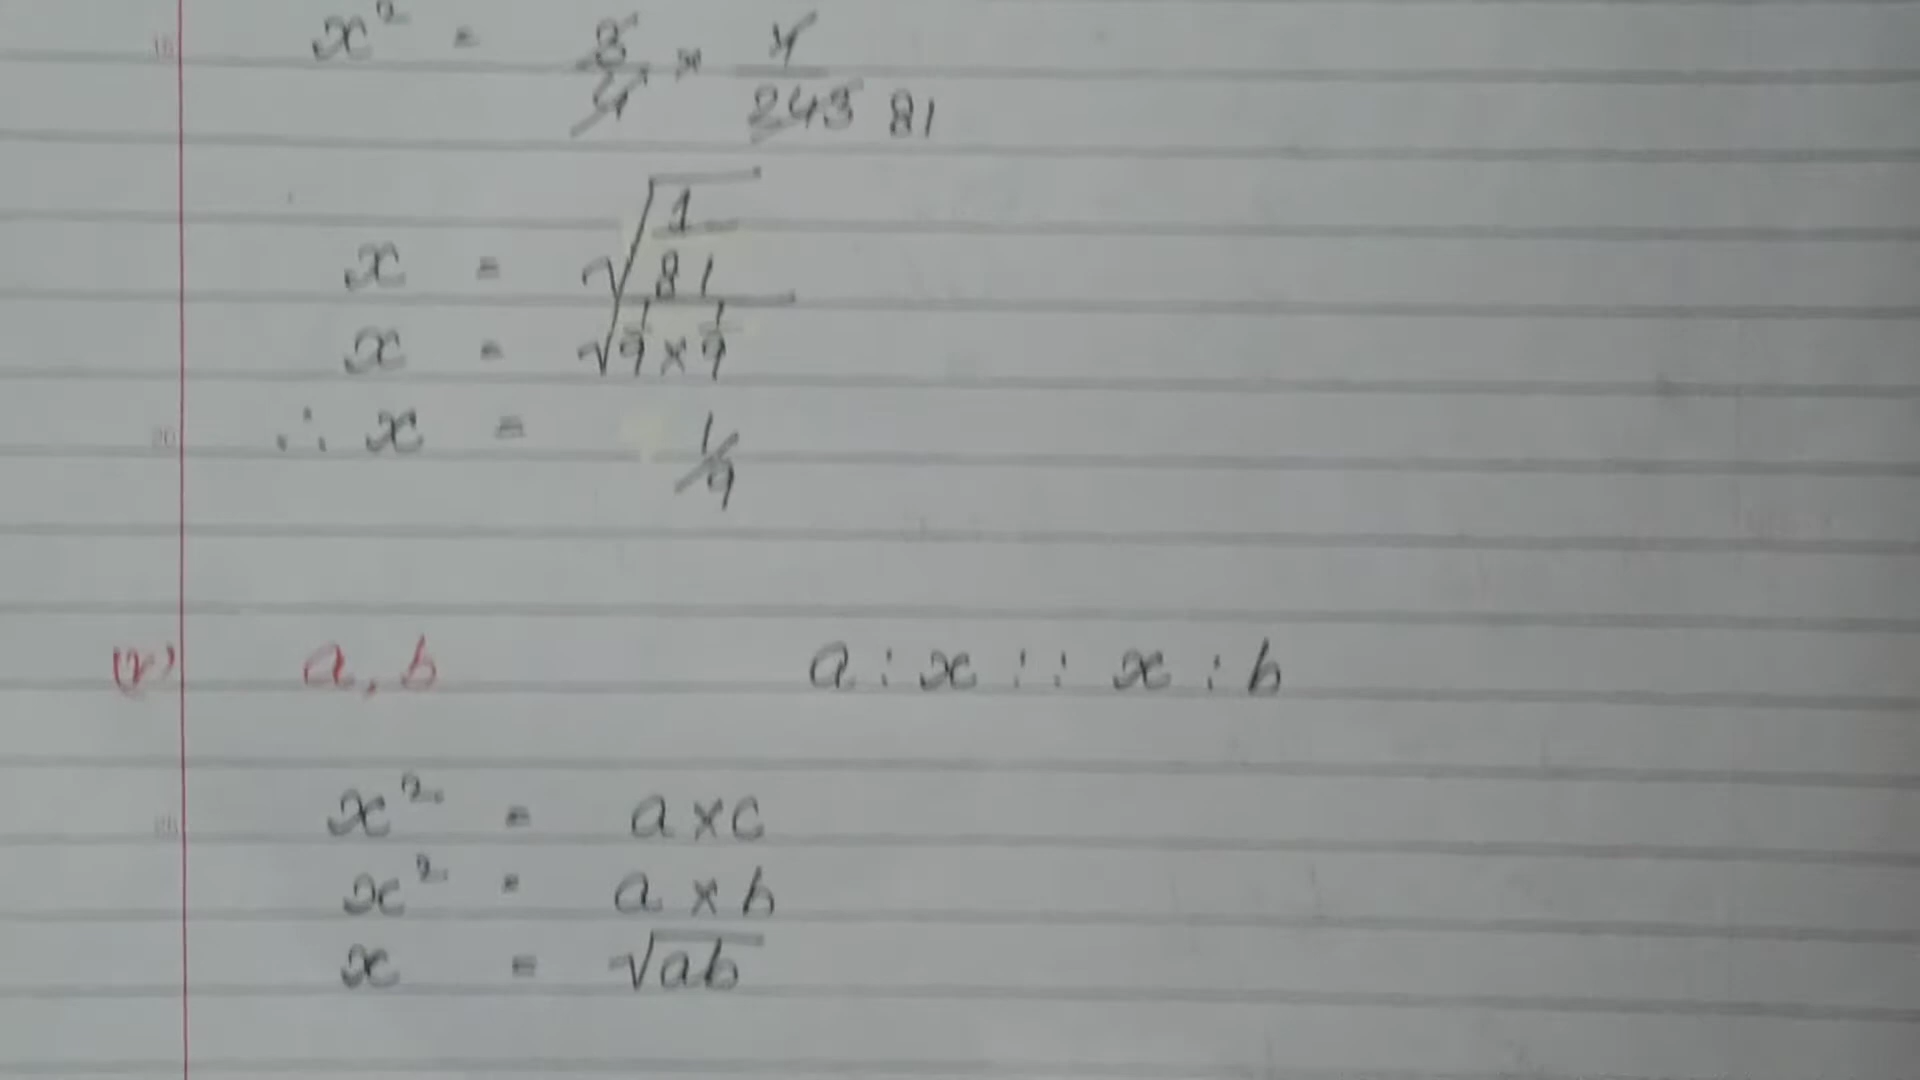 x² = 3/4 × 4/243 81
x = √1/81
x = √1/9 × 1/9
∴ x = 1/9
(v) a, b a : x :: x : b
x² = a × c
x² = a × b
x = √ab